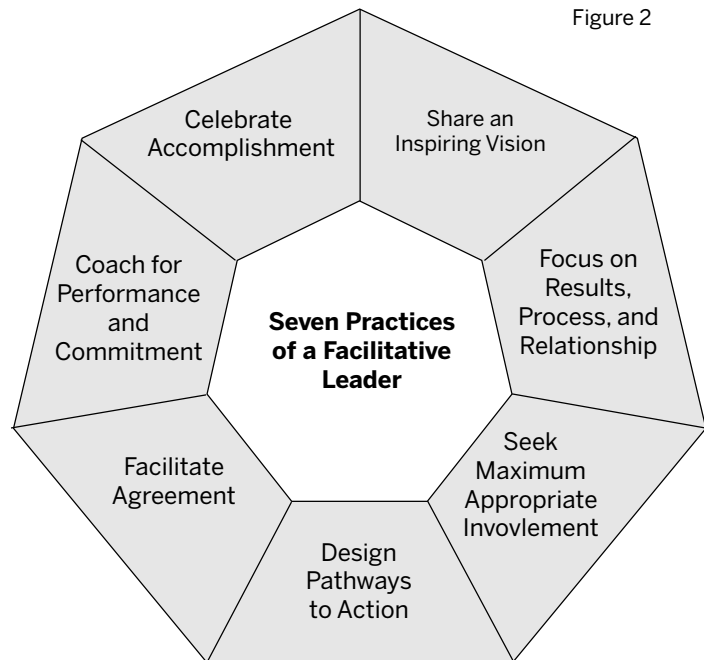 Figure 2
Share an
Inspiring Vision
Focus on
Results,
Process, and
Relationship
Seek
Maximum
Appropriate
Invovlement
Design
Pathways
to Action
Facilitate
Agreement
Coach for
Performance
and
Commitment
Celebrate
Accomplishment
Seven Practices
of a Facilitative
Leader